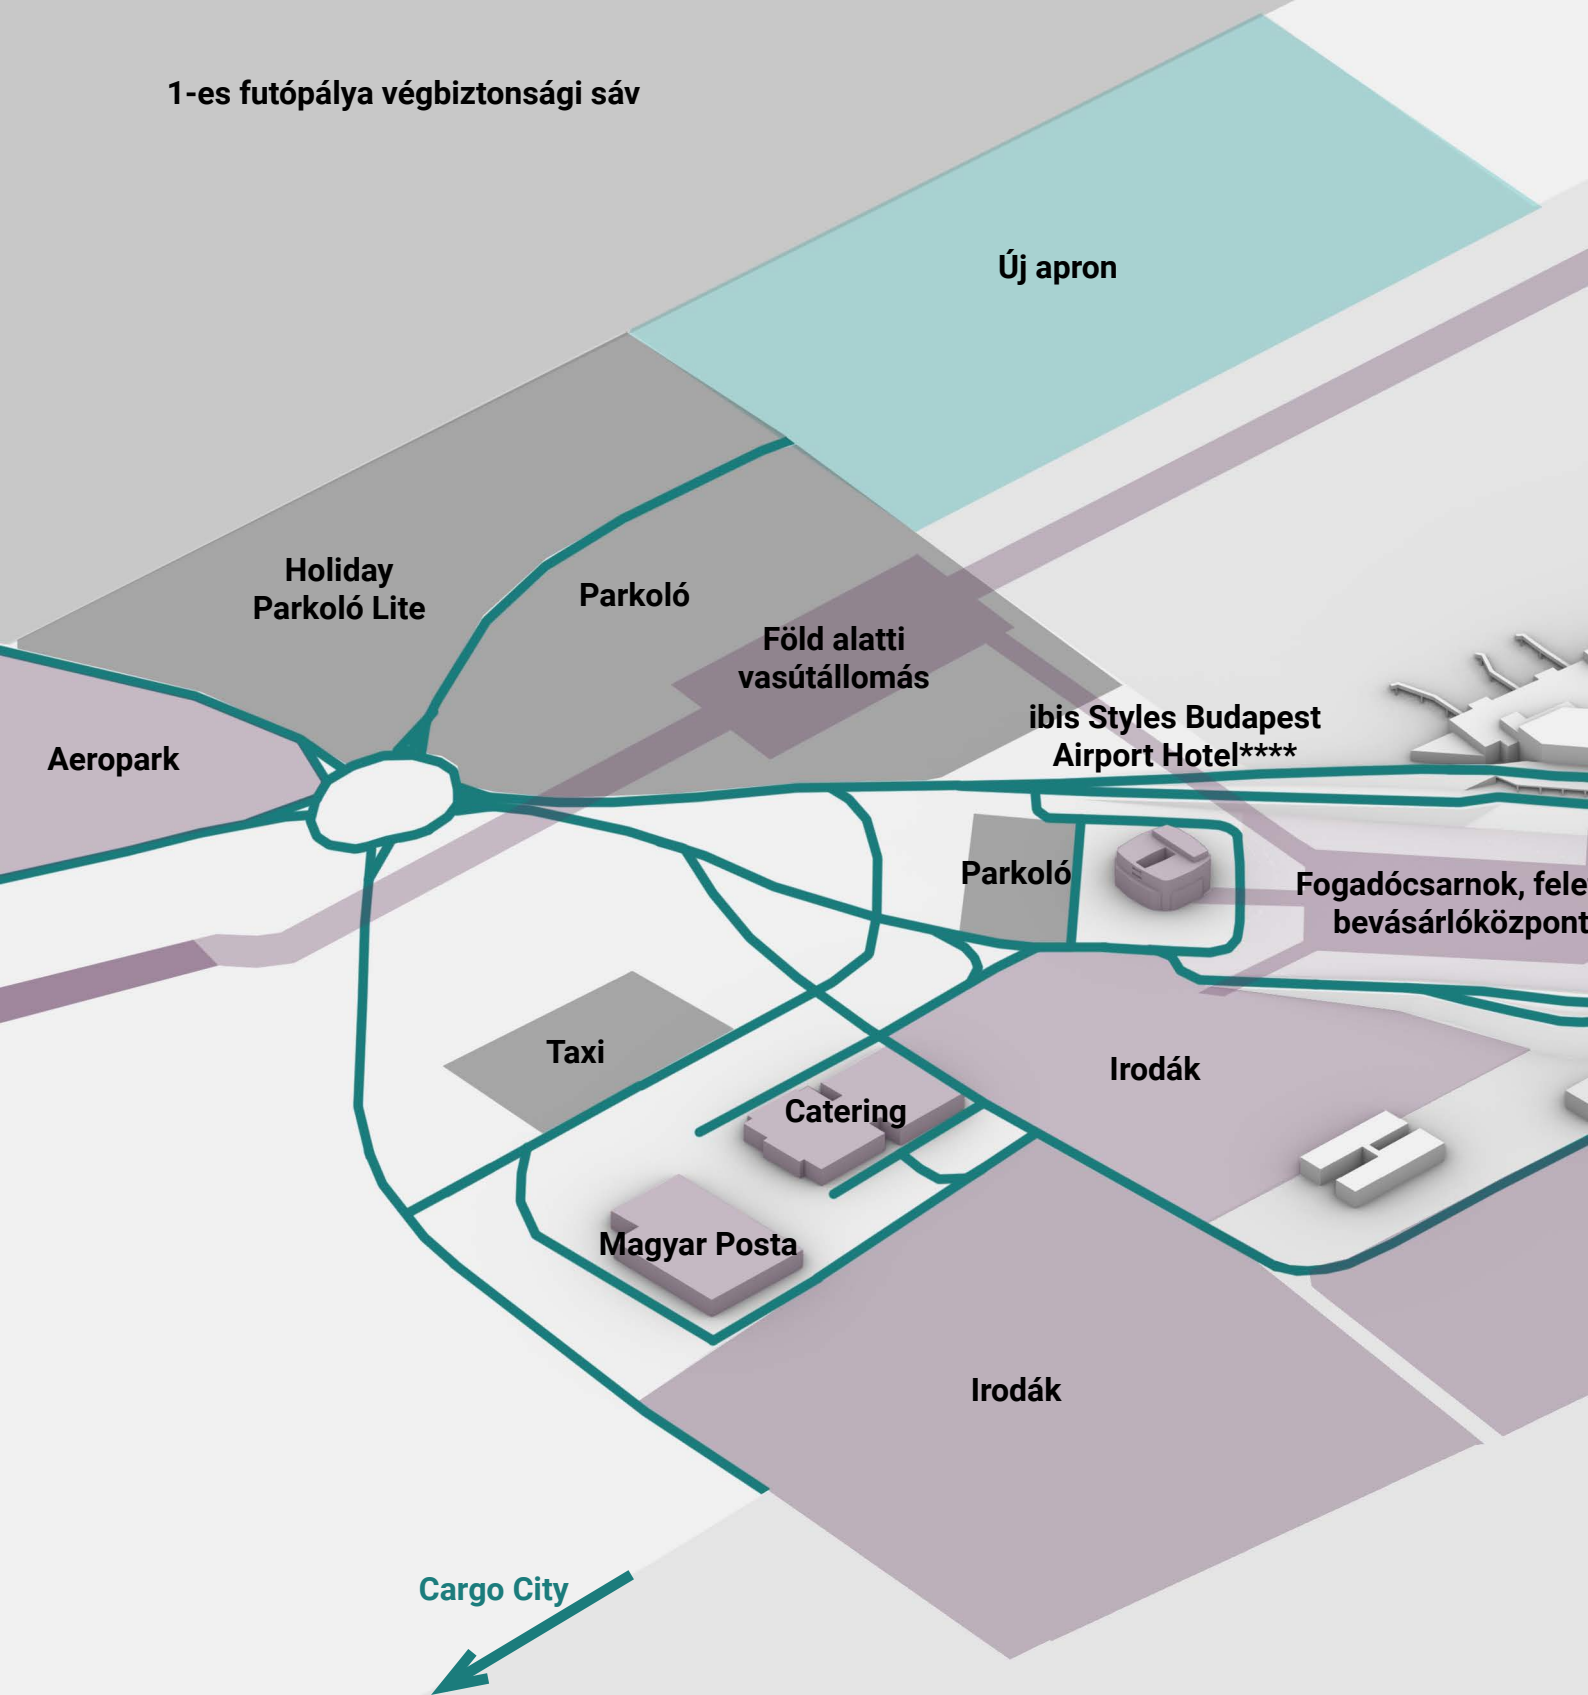 1-es futópálya végbiztonsági sáv
Új apron
Holiday
Parkoló Lite
Parkoló
Föld alatti
vasútállomás
ibis Styles Budapest
Airport Hotel****
Aeropark
Parkoló
Fogadócsarnok,
bevásárlóközpont
Taxi
Irodák
Catering
Magyar Posta
Irodák
Cargo City